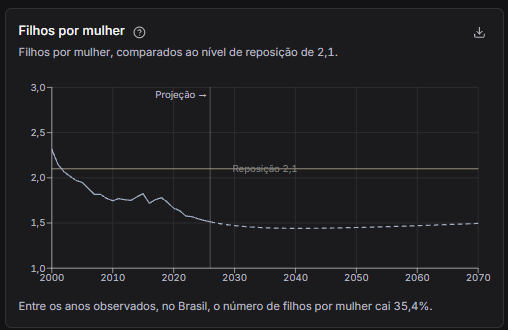 Filhos por mulher
Filhos por mulher, comparados ao nível de reposição de 2,1.
3,0
Projeção →
2,5
Reposição 2,1
2,0
1,5
1,0
2000 2010 2020 2030 2040 2050 2060 2070
Entre os anos observados, no Brasil, o número de filhos por mulher cai 35,4%.